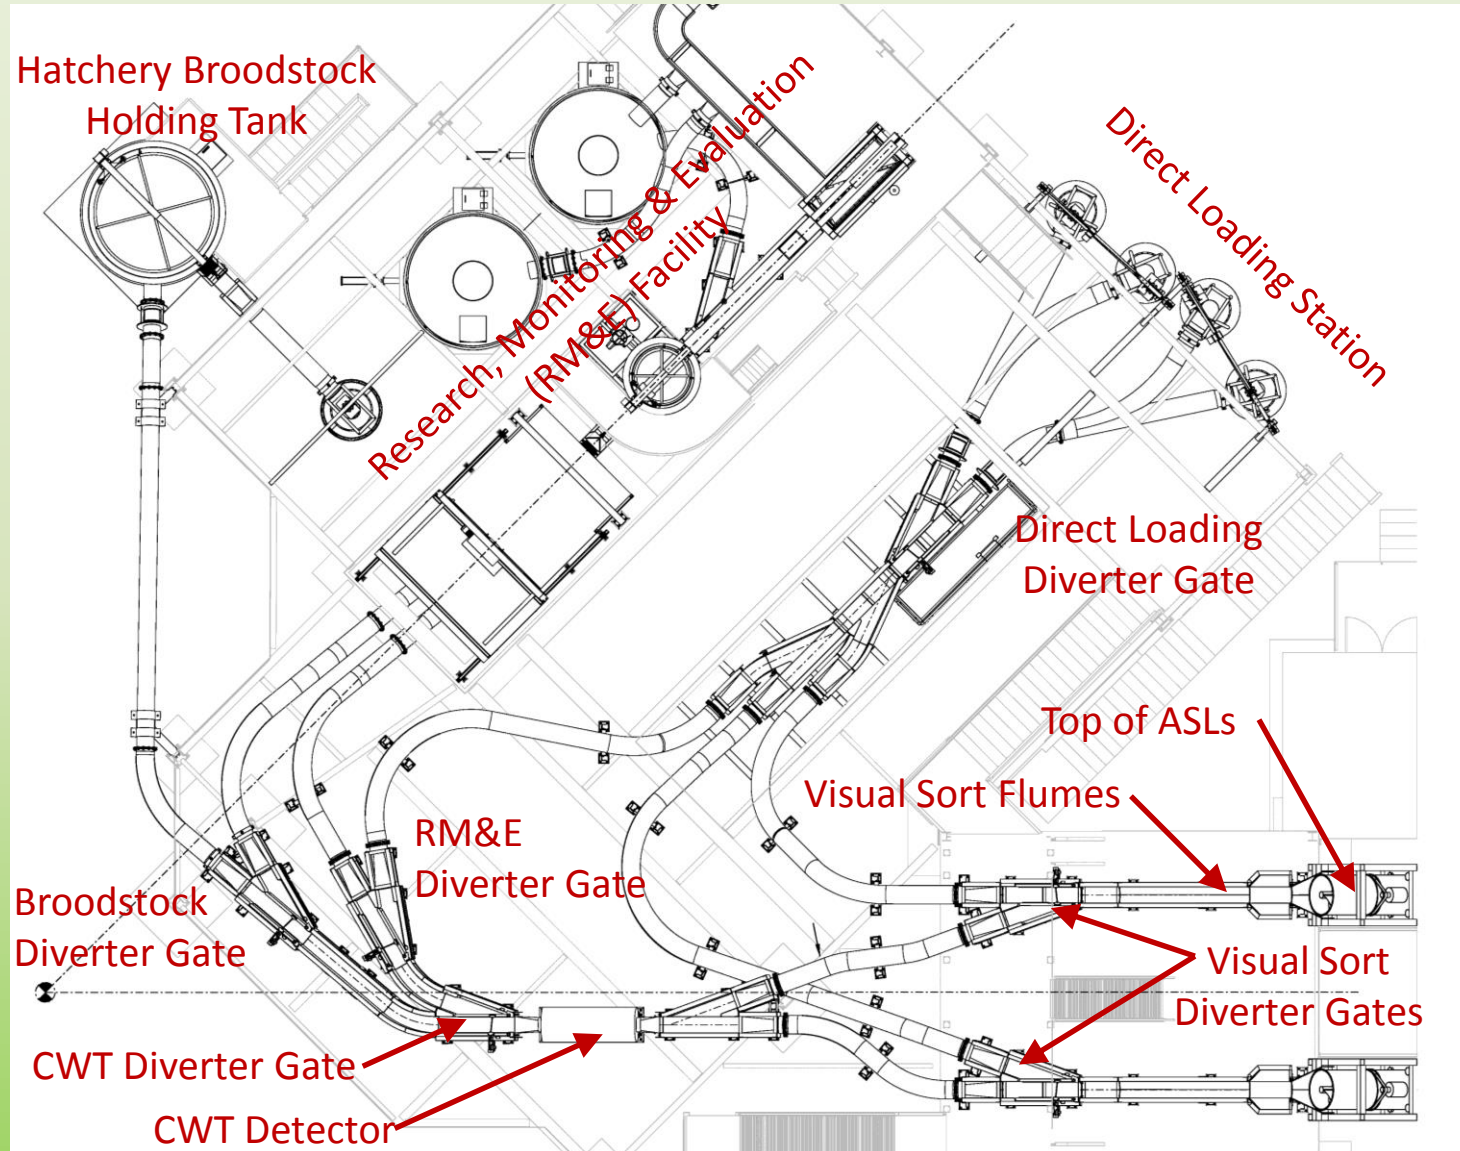 Hatchery Broodstock
Holding Tank
Research, Monitoring & Evaluation
(RM&E) Facility
Direct Loading Station
Direct Loading
Diverter Gate
Top of ASLs
Visual Sort Flumes
RM&E
Diverter Gate
Broodstock
Diverter Gate
Visual Sort
Diverter Gates
CWT Diverter Gate
CWT Detector